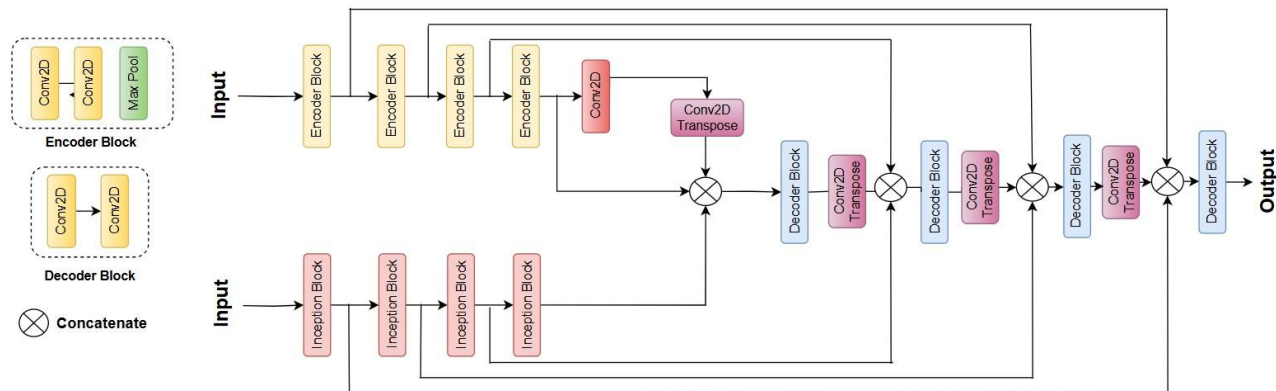 Conv2D
Conv2D
Max Pool
Encoder Block
Conv2D
Conv2D
Decoder Block
Concatenate
Input
Encoder Block
Encoder Block
Encoder Block
Encoder Block
Conv2D
Conv2D
Transpose
Decoder Block
Conv2D
Transpose
Decoder Block
Conv2D
Transpose
Decoder Block
Conv2D
Transpose
Decoder Block
Output
Input
Inception Block
Inception Block
Inception Block
Inception Block